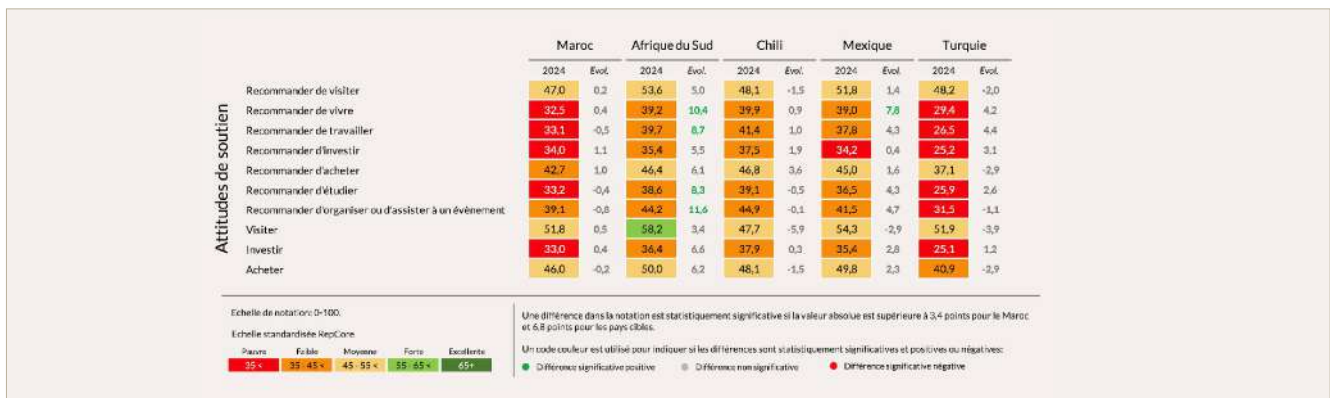 Maroc Afrique du Sud Chili Mexique Turquie
2024 Evol. 2024 Evol. 2024 Evol. 2024 Evol. 2024 Evol.
Attitudes de soutien
Recommander de visiter 47,0 0,2 53,6 5,0 48,1 -1,5 51,8 1,4 48,2 -2,0
Recommander de vivre 32,5 0,4 39,2 10,4 39,9 0,9 39,0 7,8 29,4 4,2
Recommander de travailler 33,1 -0,5 39,7 8,7 41,4 1,0 37,8 4,3 26,5 4,4
Recommander d'investir 34,0 1,1 35,4 5,5 37,5 1,9 34,2 0,4 25,2 3,1
Recommander d'acheter 42,7 1,0 46,4 6,1 46,8 3,6 45,0 1,6 37,1 -2,9
Recommander d'étudier 33,2 -0,4 38,6 8,3 39,1 -0,5 36,5 4,3 25,9 2,6
Recommander d'organiser ou d'assister à un évènement 39,1 -0,8 44,2 11,6 44,9 -0,1 41,5 4,7 31,5 -1,1
Visiter 51,8 0,5 58,2 3,4 47,7 -5,9 54,3 -2,9 51,9 -3,9
Investir 33,0 0,4 36,4 6,6 37,9 0,3 35,4 2,8 25,1 1,2
Acheter 46,0 -0,2 50,0 6,2 48,1 -1,5 49,8 2,3 40,9 -2,9
Echelle de notation: 0-100.
Echelle standardisée RepCore
Pauvre Faible Moyenne Forte Excellente
35 < 35 - 45 < 45 - 55 < 55 - 65 < 65+
Une différence dans la notation est statistiquement significative si la valeur absolue est supérieure à 3,4 points pour le Maroc
et 6,8 points pour les pays cibles.
Un code couleur est utilisé pour indiquer si les différences sont statistiquement significatives et positives ou négatives:
Différence significative positive Différence non significative Différence significative négative